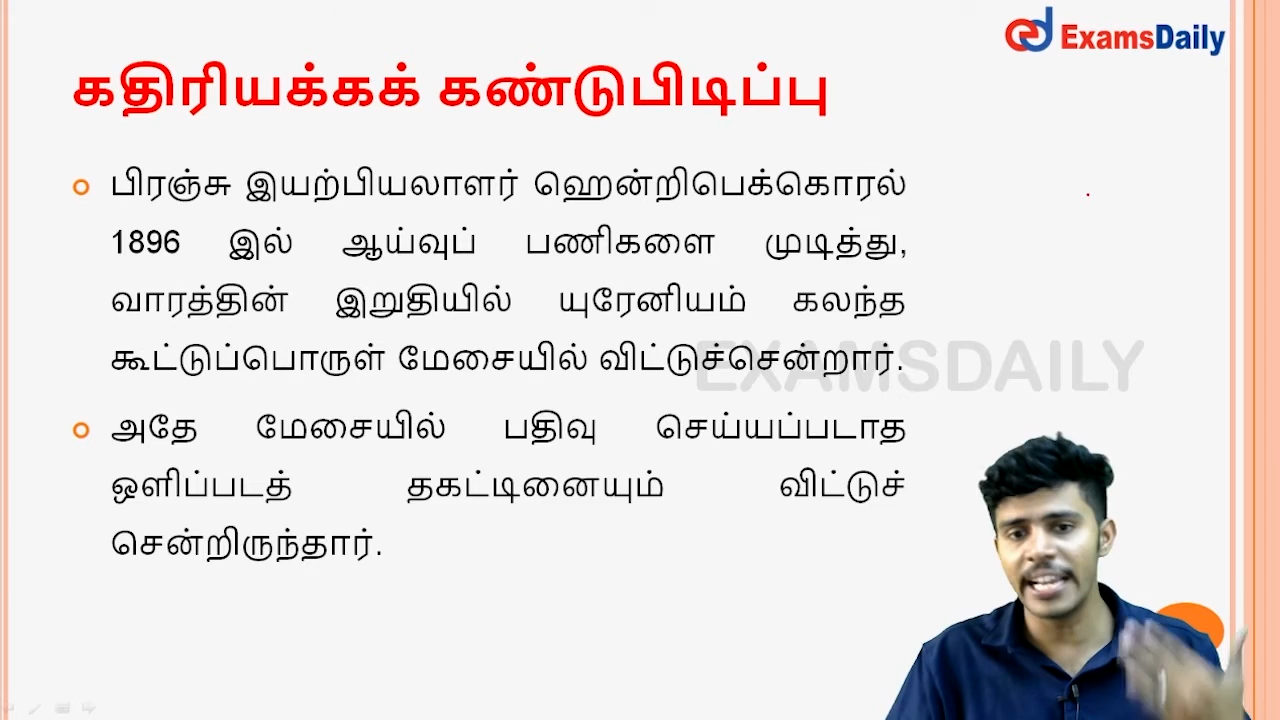 ExamsDaily
கதிரியக்கக் கண்டுபிடிப்பு
பிரஞ்சு இயற்பியலாளர் ஹென்றிபெக்கொரல்
1896 இல் ஆய்வுப் பணிகளை முடித்து,
வாரத்தின் இறுதியில் யுரேனியம் கலந்த
கூட்டுப்பொருள் மேசையில் விட்டுச்சென்றார்.
EXAMSDAILY
அதே மேசையில் பதிவு செய்யப்படாத
ஒளிப்படத் தகட்டினையும் விட்டுச்
சென்றிருந்தார்.